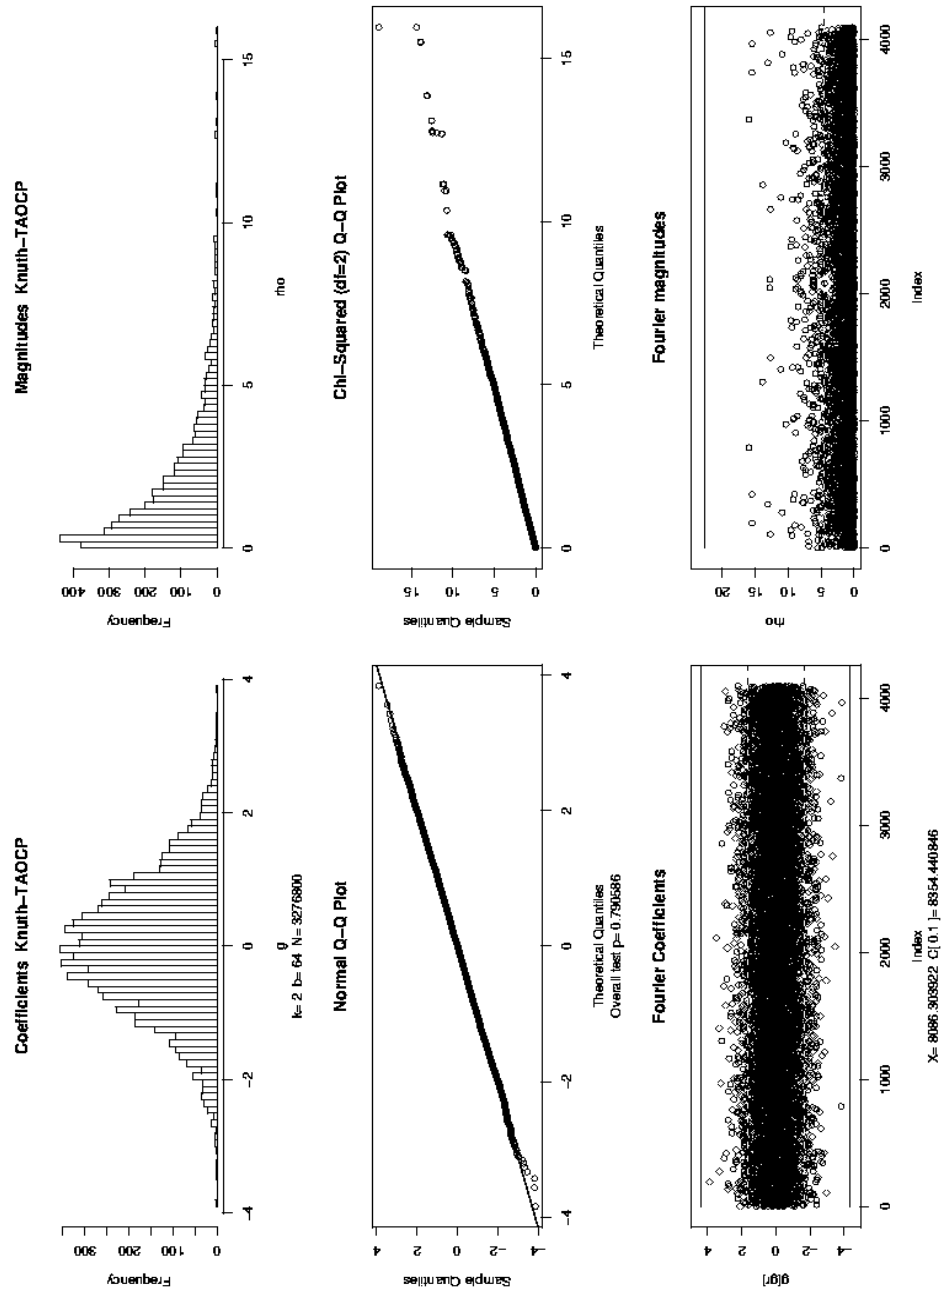 Coefficients Knuth-TAOCP
Frequency
0 100 200 300
-4 -2 0 2 4
g
k= 2 b= 64 N= 3276800
Magnitudes Knuth-TAOCP
Frequency
0 100 200 300 400
0 5 10 15
rho
Normal Q-Q Plot
Sample Quantiles
-4 -2 0 2 4
-4 -2 0 2 4
Theoretical Quantiles
Overall test p= 0.790586
Chi-Squared (df=2) Q-Q Plot
Sample Quantiles
0 5 10 15
0 5 10 15
Theoretical Quantiles
Fourier Coefficients
g[gr]
-4 -2 0 2 4
0 1000 2000 3000 4000
Index
X= 8086.303922 C[ 0.1 ]= 8354.440846
Fourier magnitudes
rho
0 5 10 15 20
0 1000 2000 3000 4000
Index